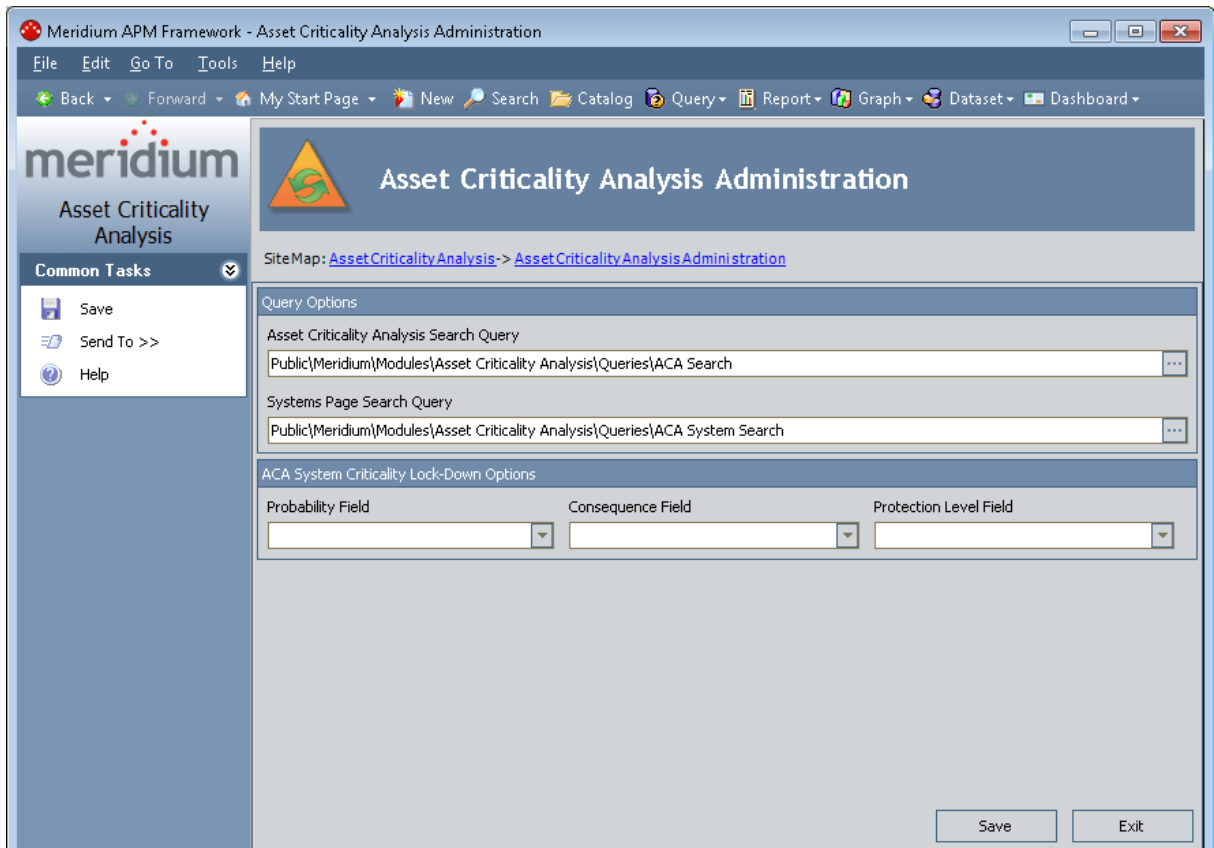 Meridium APM Framework - Asset Criticality Analysis Administration
File Edit Go To Tools Help
Back Forward My Start Page New Search Catalog Query Report Graph Dataset Dashboard
meridium
Asset Criticality
Analysis
Common Tasks
Save
Send To >>
Help
Asset Criticality Analysis Administration
Site Map: Asset Criticality Analysis-> Asset Criticality Analysis Administration
Query Options
Asset Criticality Analysis Search Query
Public\Meridium\Modules\Asset Criticality Analysis\Queries\ACA Search
...
Systems Page Search Query
Public\Meridium\Modules\Asset Criticality Analysis\Queries\ACA System Search
...
ACA System Criticality Lock-Down Options
Probability Field Consequence Field Protection Level Field
Save Exit